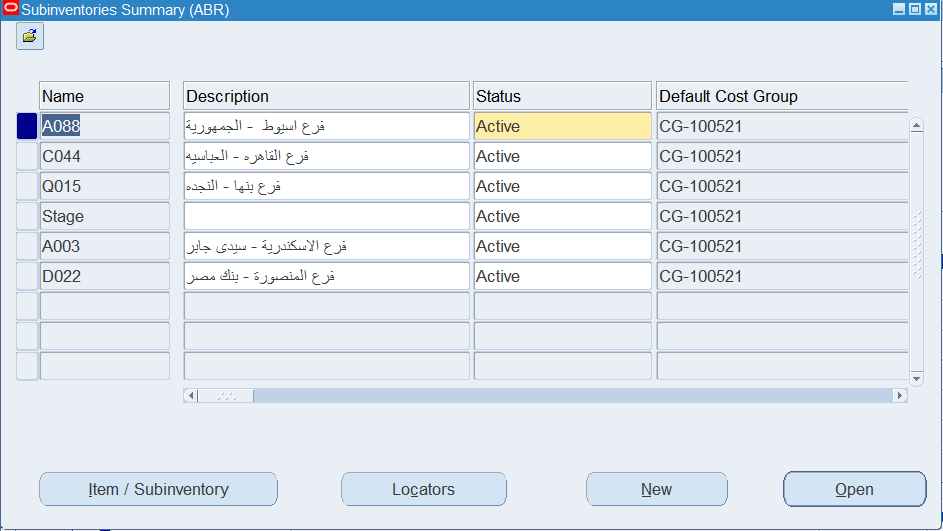 Subinventories Summary (ABR)
Name Description Status Default Cost Group
A088 فرع اسيوط - الجمهورية Active CG-100521
C044 فرع القاهره - العباسيه Active CG-100521
Q015 فرع بنها - النجده Active CG-100521
Stage Active CG-100521
A003 فرع الاسكندرية - سيدى جابر Active CG-100521
D022 فرع المنصورة - بنك مصر Active CG-100521
Item / Subinventory Locators New Open